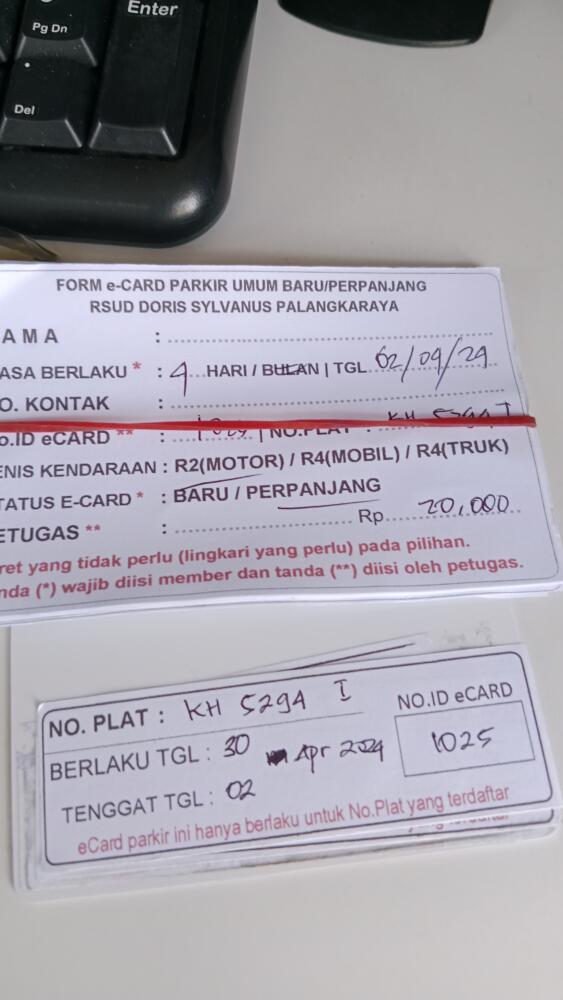 Pg Dn
Enter
Del
FORM e-CARD PARKIR UMUM BARU/PERPANJANG
RSUD DORIS SYLVANUS PALANGKARAYA
AMA :
ASA BERLAKU * : HARI / BULAN | TGL 02/04/24
O. KONTAK :
o.ID eCARD ** : | NO.PLAT : KH
ENIS KENDARAAN : R2(MOTOR) / R4(MOBIL) / R4(TRUK)
TATUS E-CARD * : BARU / PERPANJANG
ETUGAS ** : Rp 20,000
ret yang tidak perlu (lingkari yang perlu) pada pilihan.
nda (*) wajib diisi member dan tanda (**) diisi oleh petugas.
NO. PLAT : KH 5294 I
NO.ID eCARD
BERLAKU TGL : 30 Apr 2024
1025
TENGGAT TGL : 02
eCard parkir ini hanya berlaku untuk No.Plat yang terdaftar